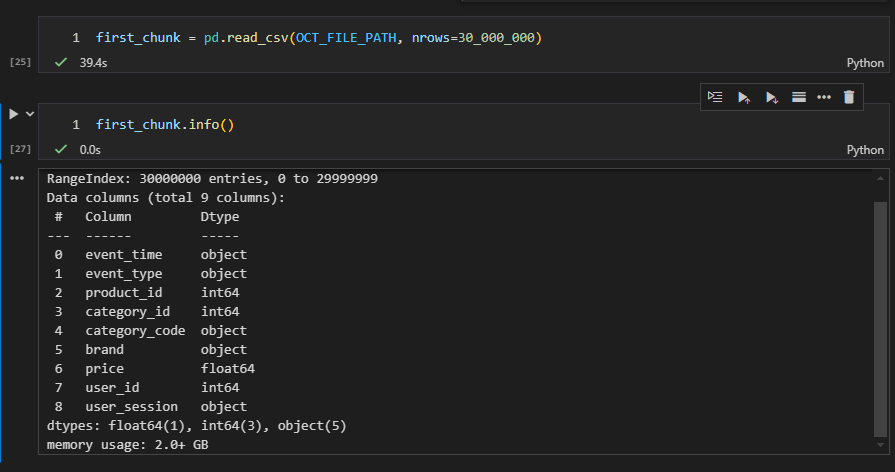 1 first_chunk = pd.read_csv(OCT_FILE_PATH, nrows=30_000_000)
[25] 39.4s Python
1 first_chunk.info()
[27] 0.0s Python
RangeIndex: 30000000 entries, 0 to 29999999
Data columns (total 9 columns):
 #   Column         Dtype
---  ------         -----
 0   event_time     object
 1   event_type     object
 2   product_id     int64
 3   category_id    int64
 4   category_code  object
 5   brand          object
 6   price          float64
 7   user_id        int64
 8   user_session   object
dtypes: float64(1), int64(3), object(5)
memory usage: 2.0+ GB